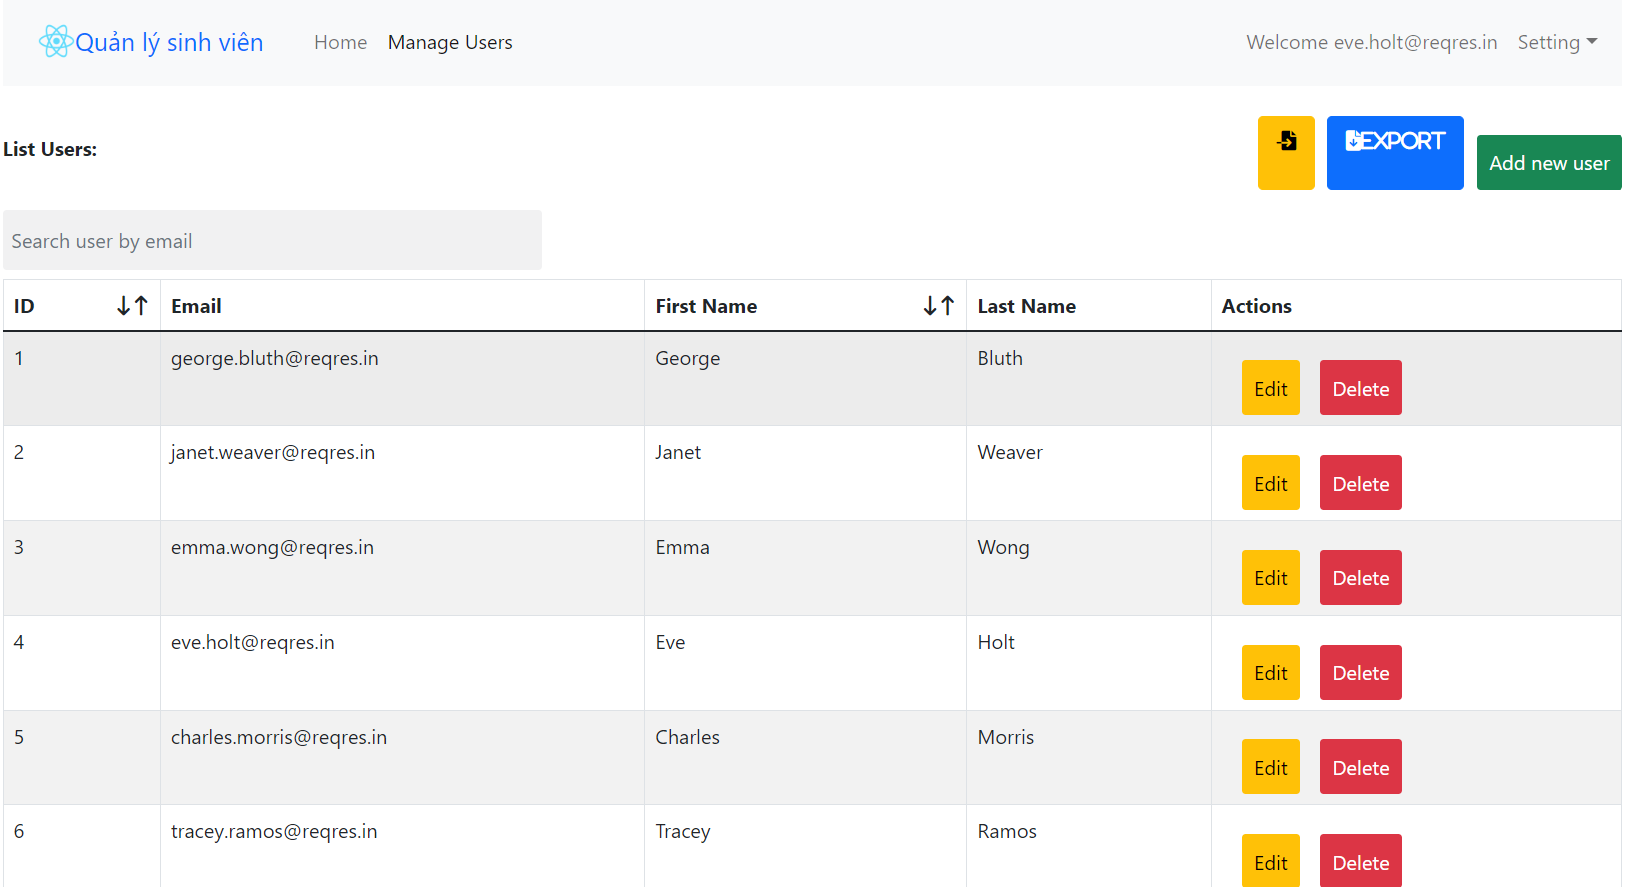 Quản lý sinh viên Home Manage Users Welcome eve.holt@reqres.in Setting
List Users: EXPORT Add new user
Search user by email
ID Email First Name Last Name Actions
1 george.bluth@reqres.in George Bluth Edit Delete
2 janet.weaver@reqres.in Janet Weaver Edit Delete
3 emma.wong@reqres.in Emma Wong Edit Delete
4 eve.holt@reqres.in Eve Holt Edit Delete
5 charles.morris@reqres.in Charles Morris Edit Delete
6 tracey.ramos@reqres.in Tracey Ramos Edit Delete